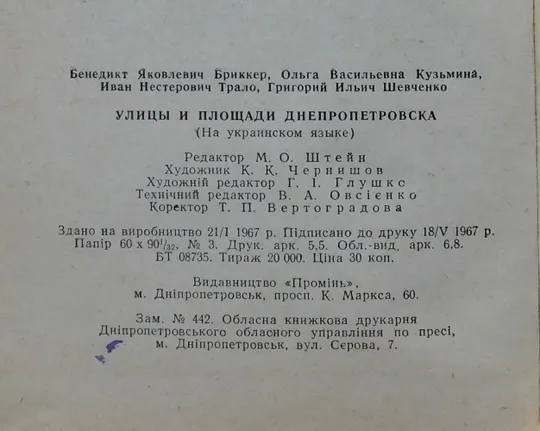 Бенедикт Яковлевич Бриккер, Ольга Васильевна Кузьмина,
Иван Нестерович Трало, Григорий Ильич Шевченко
УЛИЦЫ И ПЛОЩАДИ ДНЕПРОПЕТРОВСКА
(На украинском языке)
Редактор М. О. Штейн
Художник К. К. Чернишов
Художній редактор Г. І. Глушко
Технічний редактор В. А. Овсієнко
Коректор Т. П. Вертоградова
Здано на виробництво 21/I 1967 р. Підписано до друку 18/V 1967 р.
Папір 60 x 90¹/₃₂. № 3. Друк. арк. 5,5. Обл.-вид. арк. 6,8.
БТ 08735. Тираж 20 000. Ціна 30 коп.
Видавництво «Промінь»,
м. Дніпропетровськ, просп. К. Маркса, 60.
Зам. № 442. Обласна книжкова друкарня
Дніпропетровського обласного управління по пресі,
м. Дніпропетровськ, вул. Сєрова, 7.